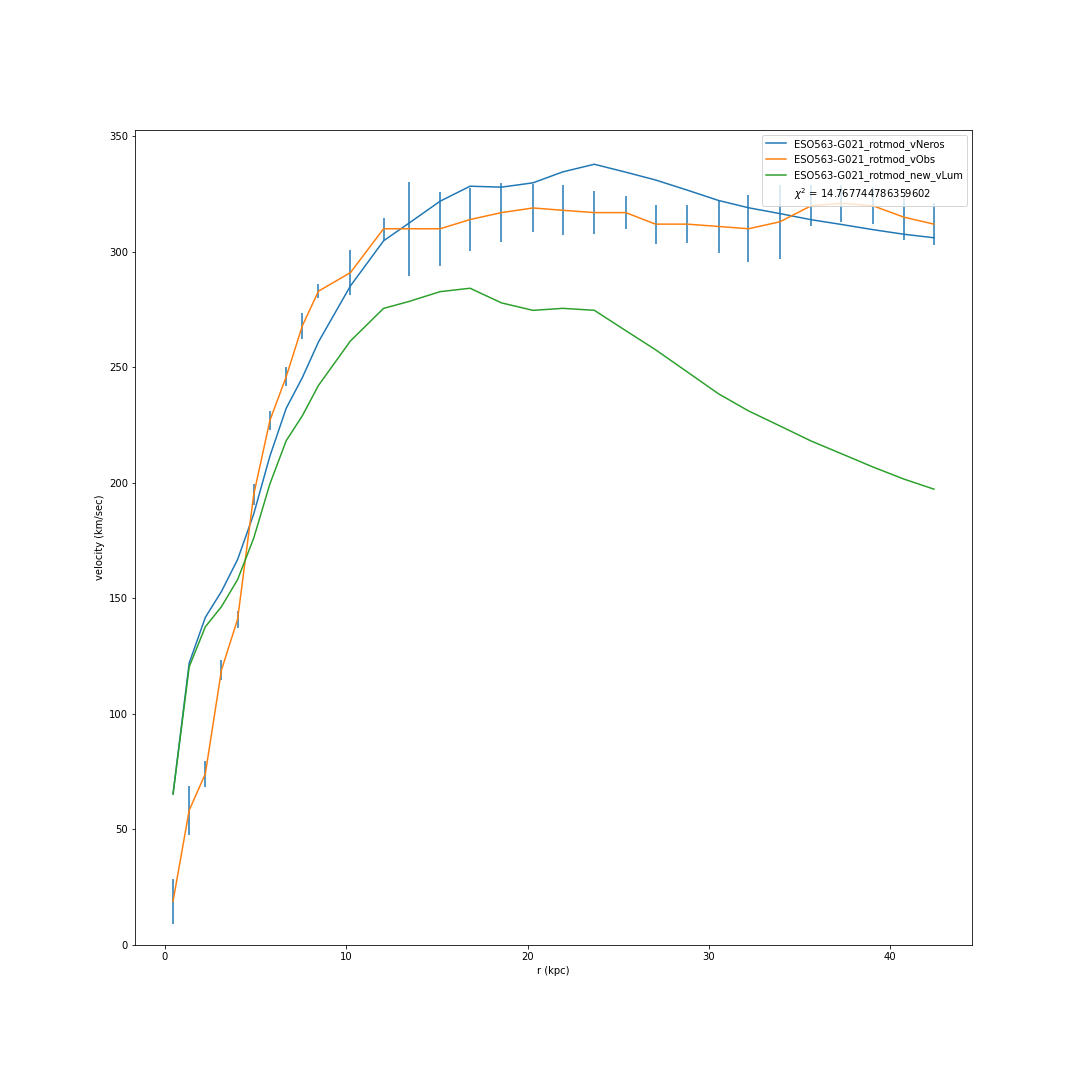 350
300
250
200
150
100
50
0
velocity (km/sec)
0 10 20 30 40
r (kpc)
ESO563-G021_rotmod_vNeros
ESO563-G021_rotmod_vObs
ESO563-G021_rotmod_new_vLum
χ² = 14.767744786359602